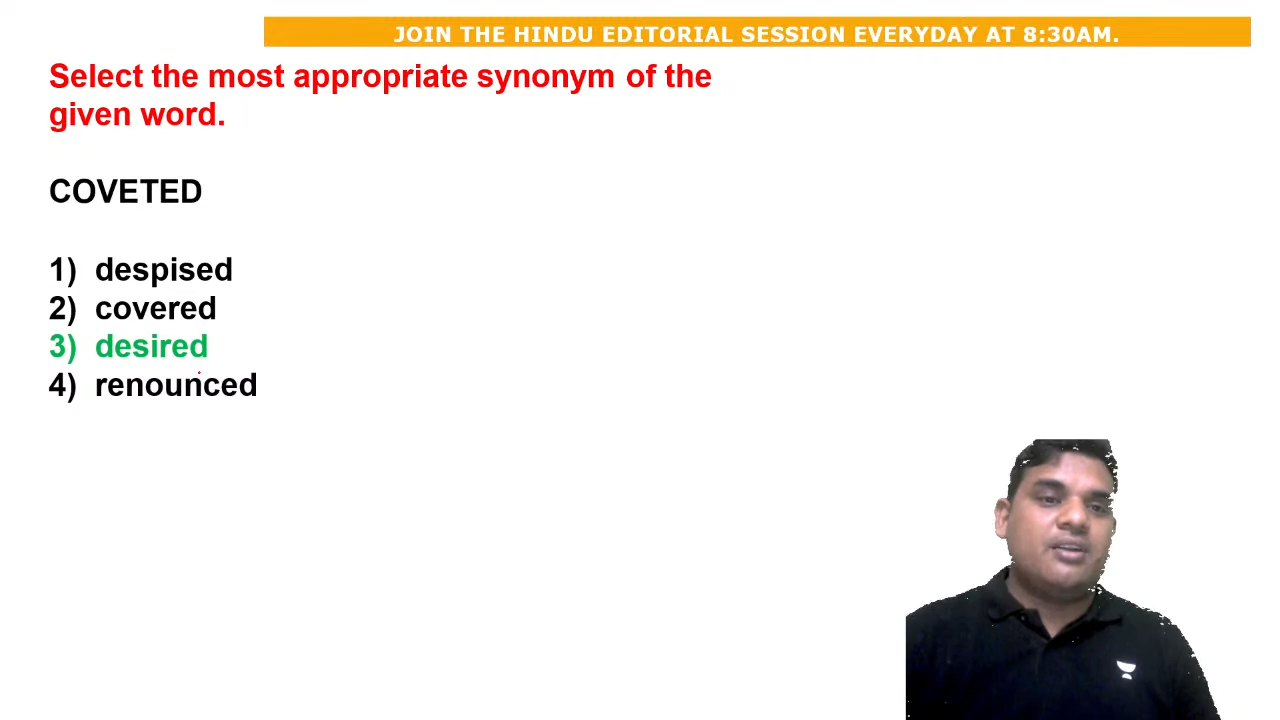 JOIN THE HINDU EDITORIAL SESSION EVERYDAY AT 8:30AM.
Select the most appropriate synonym of the
given word.
COVETED
1) despised
2) covered
3) desired
4) renounced